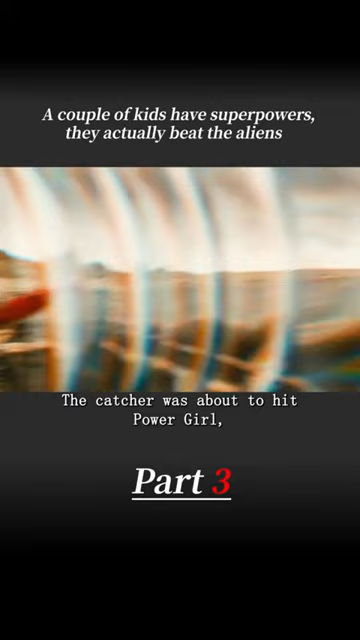 A couple of kids have superpowers,
they actually beat the aliens
The catcher was about to hit
Power Girl,
Part 3